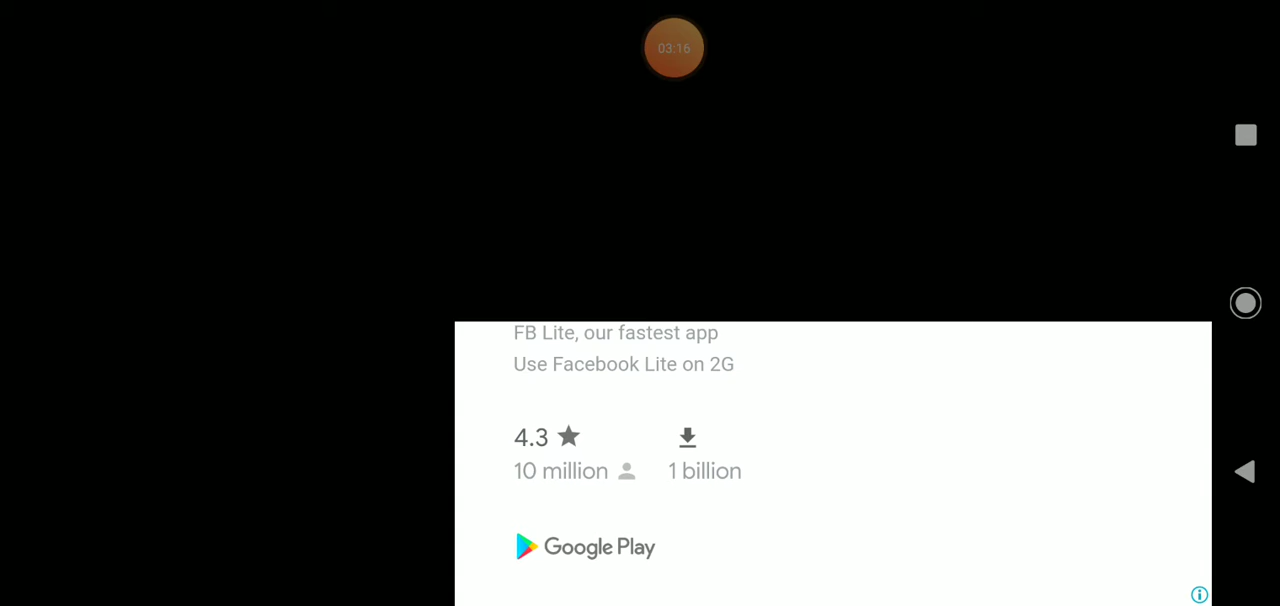 03:16
FB Lite, our fastest app
Use Facebook Lite on 2G
4.3
10 million 1 billion
Google Play